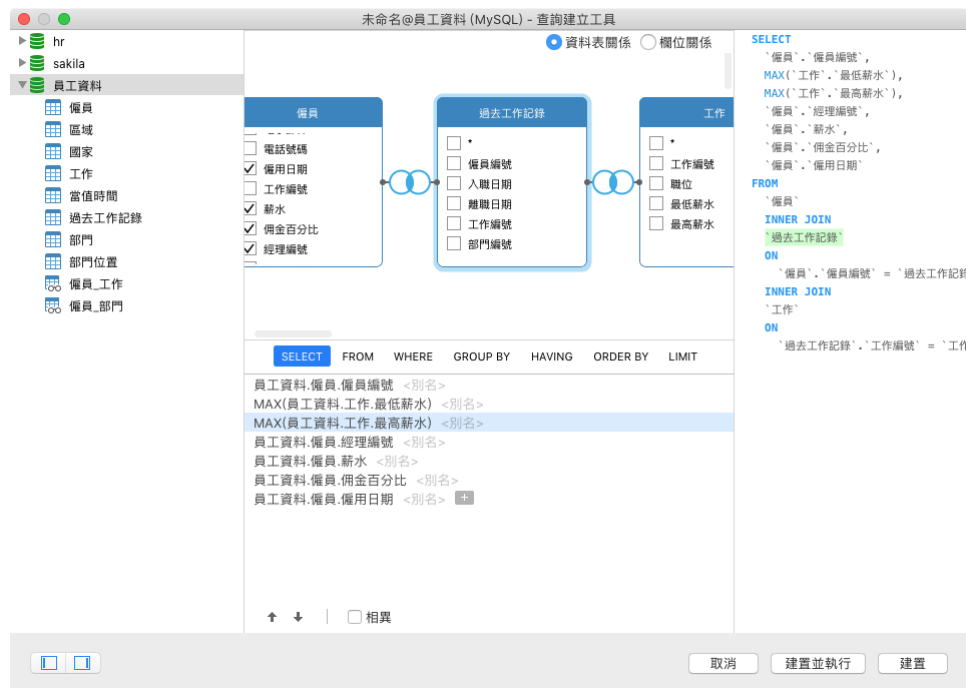 未命名@員工資料 (MySQL) - 查詢建立工具
hr
sakila
員工資料
僱員
區域
國家
工作
當值時間
過去工作記錄
部門
部門位置
僱員_工作
僱員_部門
資料表關係 欄位關係
僱員
電話號碼
僱用日期
工作編號
薪水
佣金百分比
經理編號
過去工作記錄
*
僱員編號
入職日期
離職日期
工作編號
部門編號
工作
*
工作編號
職位
最低薪水
最高薪水
SELECT FROM WHERE GROUP BY HAVING ORDER BY LIMIT
員工資料.僱員.僱員編號 <別名>
MAX(員工資料.工作.最低薪水) <別名>
MAX(員工資料.工作.最高薪水) <別名>
員工資料.僱員.經理編號 <別名>
員工資料.僱員.薪水 <別名>
員工資料.僱員.佣金百分比 <別名>
員工資料.僱員.僱用日期 <別名>
相異
SELECT
`僱員`.`僱員編號`,
MAX(`工作`.`最低薪水`),
MAX(`工作`.`最高薪水`),
`僱員`.`經理編號`,
`僱員`.`薪水`,
`僱員`.`佣金百分比`,
`僱員`.`僱用日期`
FROM
`僱員`
INNER JOIN
`過去工作記錄`
ON
`僱員`.`僱員編號` = `過去工作記錄
INNER JOIN
`工作`
ON
`過去工作記錄`.`工作編號` = `工作
取消 建置並執行 建置